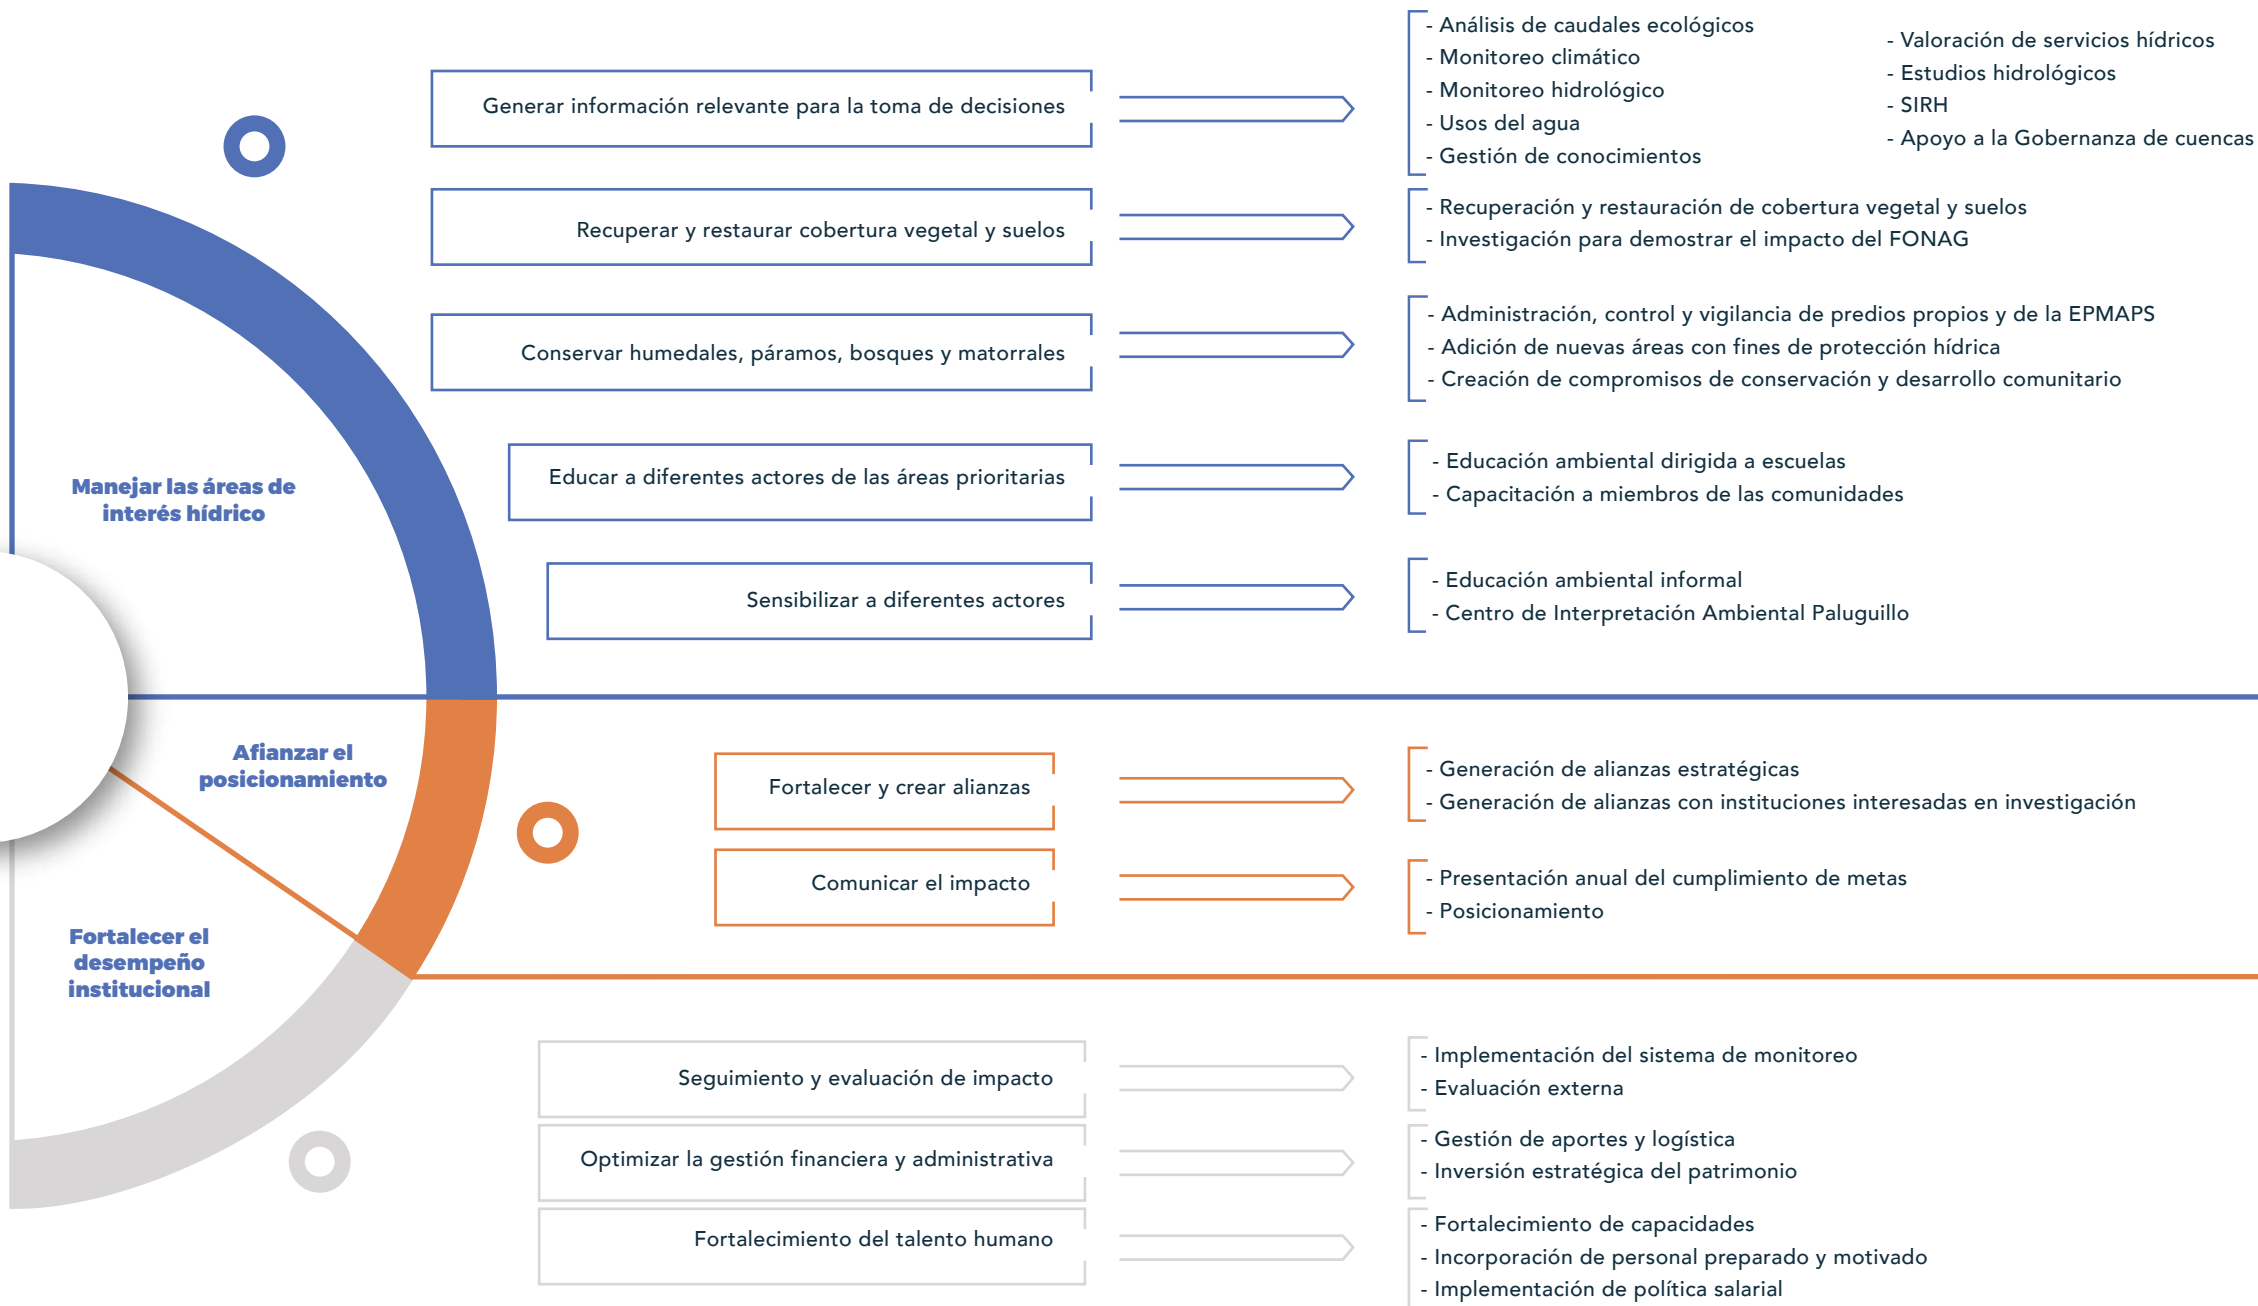 Manejar las áreas de
interés hídrico
Generar información relevante para la toma de decisiones
- Análisis de caudales ecológicos
- Monitoreo climático
- Monitoreo hidrológico
- Usos del agua
- Gestión de conocimientos
- Valoración de servicios hídricos
- Estudios hidrológicos
- SIRH
- Apoyo a la Gobernanza de cuencas
Recuperar y restaurar cobertura vegetal y suelos
- Recuperación y restauración de cobertura vegetal y suelos
- Investigación para demostrar el impacto del FONAG
Conservar humedales, páramos, bosques y matorrales
- Administración, control y vigilancia de predios propios y de la EPMAPS
- Adición de nuevas áreas con fines de protección hídrica
- Creación de compromisos de conservación y desarrollo comunitario
Educar a diferentes actores de las áreas prioritarias
- Educación ambiental dirigida a escuelas
- Capacitación a miembros de las comunidades
Sensibilizar a diferentes actores
- Educación ambiental informal
- Centro de Interpretación Ambiental Paluguillo
Afianzar el
posicionamiento
Fortalecer y crear alianzas
- Generación de alianzas estratégicas
- Generación de alianzas con instituciones interesadas en investigación
Comunicar el impacto
- Presentación anual del cumplimiento de metas
- Posicionamiento
Fortalecer el
desempeño
institucional
Seguimiento y evaluación de impacto
- Implementación del sistema de monitoreo
- Evaluación externa
Optimizar la gestión financiera y administrativa
- Gestión de aportes y logística
- Inversión estratégica del patrimonio
Fortalecimiento del talento humano
- Fortalecimiento de capacidades
- Incorporación de personal preparado y motivado
- Implementación de política salarial